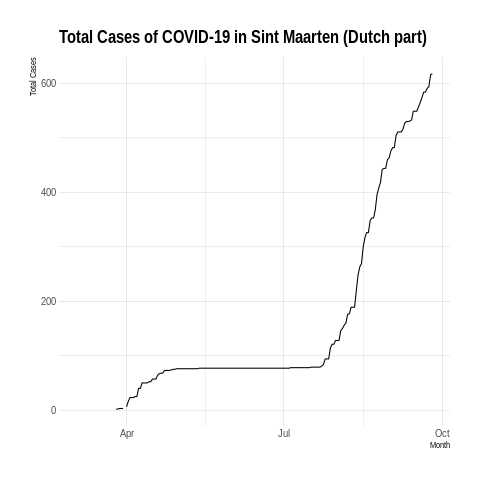 Total Cases of COVID-19 in Sint Maarten (Dutch part)
Total Cases
600
400
200
0
Apr Jul Oct
Month